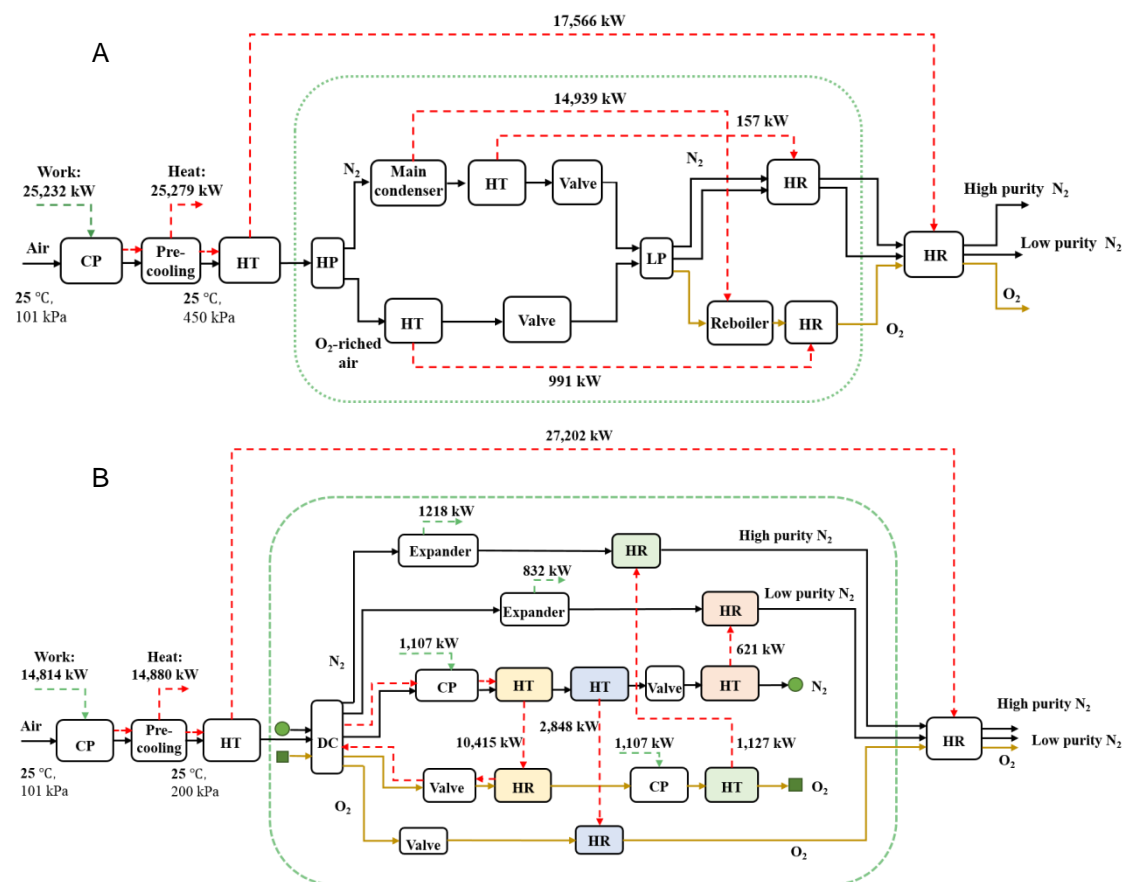 17,566 kW
A
14,939 kW
157 kW
Work:
25,232 kW
Heat:
25,279 kW
N2
Main
condenser
HT
Valve
N2
HR
High purity N2
Air
CP
Pre-
cooling
HT
HP
LP
HR
Low purity N2
25 °C,
101 kPa
25 °C,
450 kPa
HT
Valve
Reboiler
HR
O2
O2
O2-riched
air
991 kW
27,202 kW
B
1218 kW
Expander
HR
High purity N2
832 kW
Expander
HR
Low purity N2
Work:
14,814 kW
Heat:
14,880 kW
N2
1,107 kW
621 kW
CP
HT
HT
Valve
HT
N2
Air
CP
Pre-
cooling
HT
DC
2,848 kW
10,415 kW
1,107 kW
1,127 kW
High purity N2
HR
Low purity N2
O2
25 °C,
101 kPa
25 °C,
200 kPa
O2
Valve
HR
CP
HT
O2
Valve
HR
O2